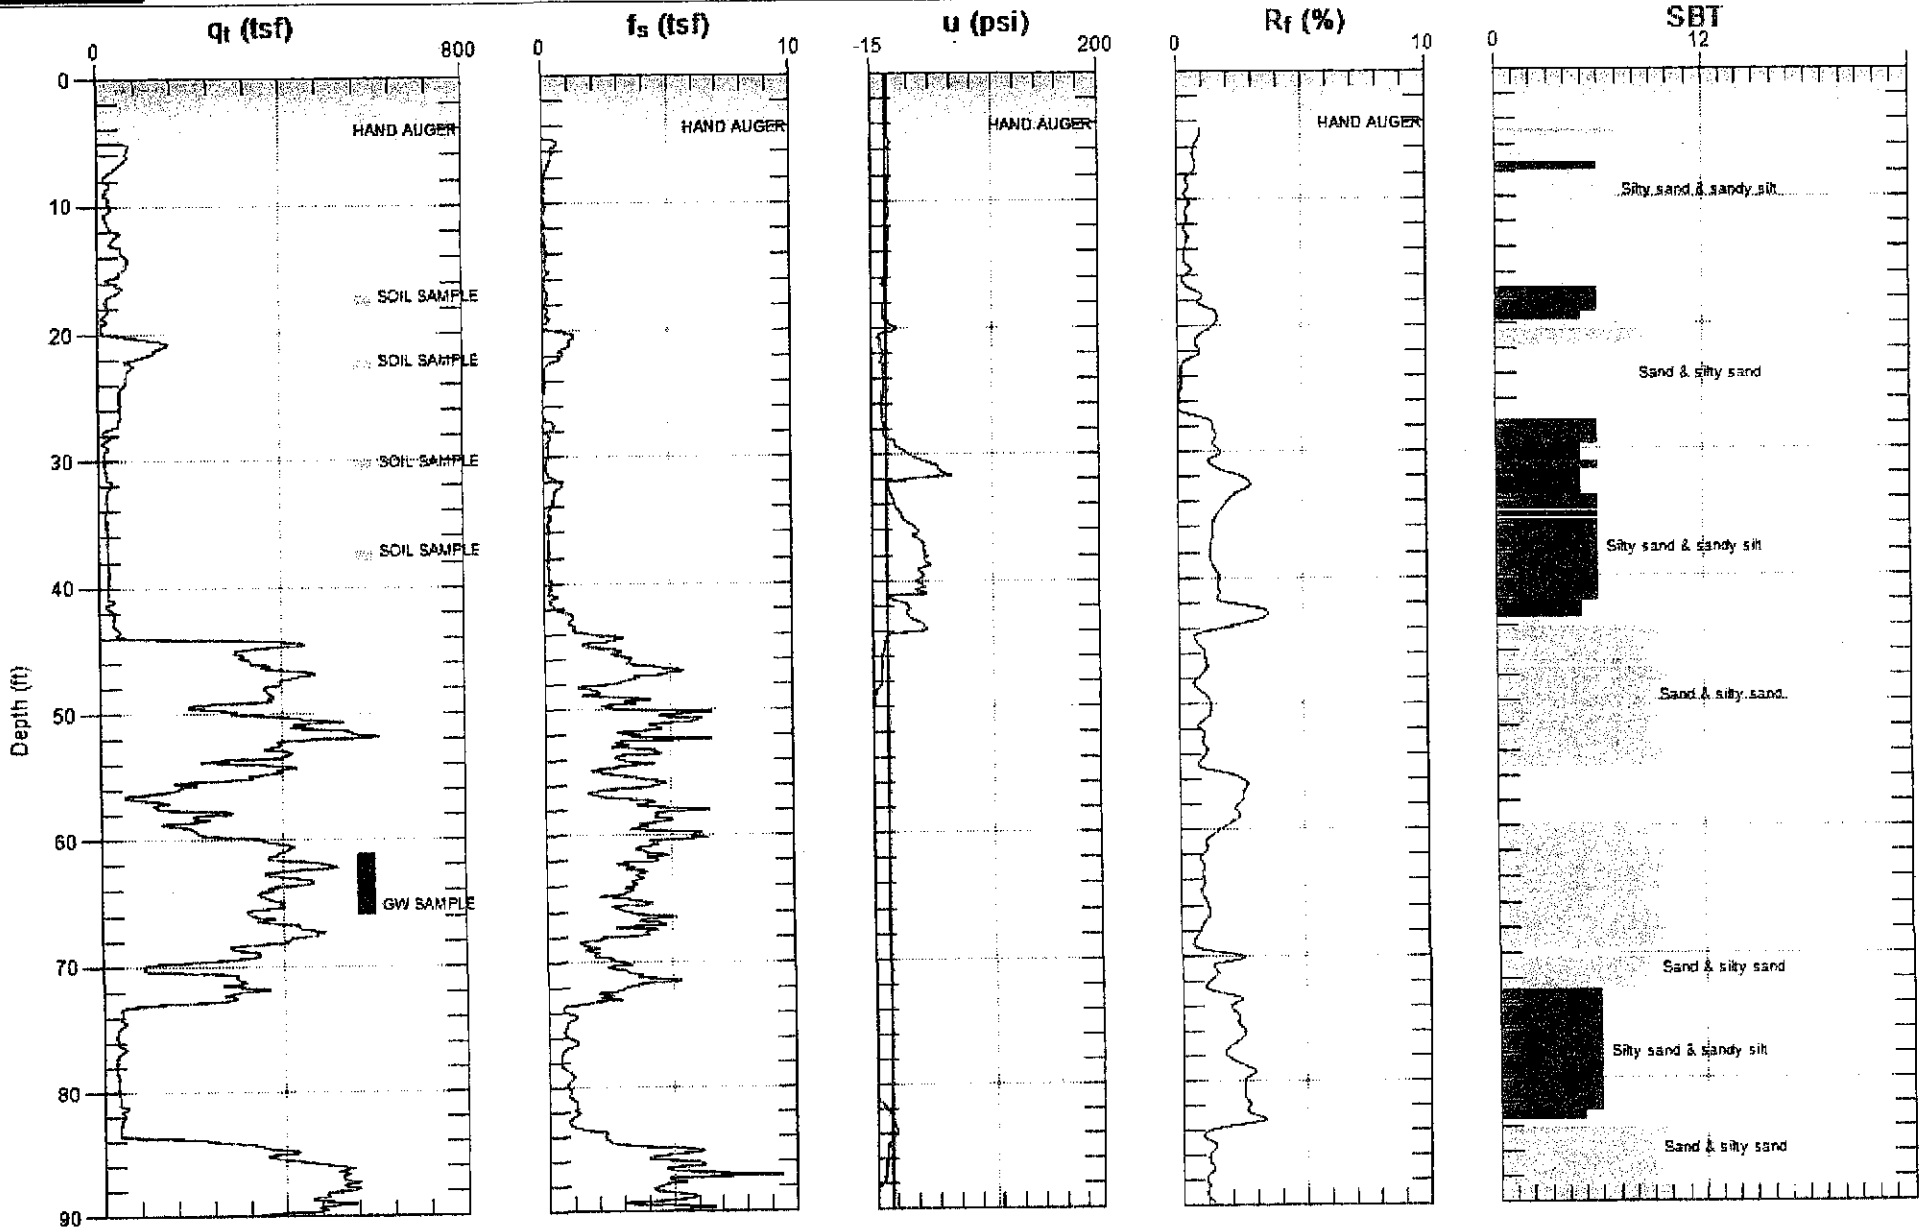 qt (tsf)
fs (tsf)
u (psi)
Rf (%)
SBT
0
800
0
10
-15
200
0
10
0
12
0
HAND AUGER
HAND AUGER
HAND AUGER
HAND AUGER
Silty sand & sandy silt
10
SOIL SAMPLE
20
SOIL SAMPLE
Sand & silty sand
30
SOIL SAMPLE
SOIL SAMPLE
Silty sand & sandy silt
40
Depth (ft)
Sand & silty sand
50
60
GW SAMPLE
70
Sand & silty sand
Silty sand & sandy silt
80
Sand & silty sand
90